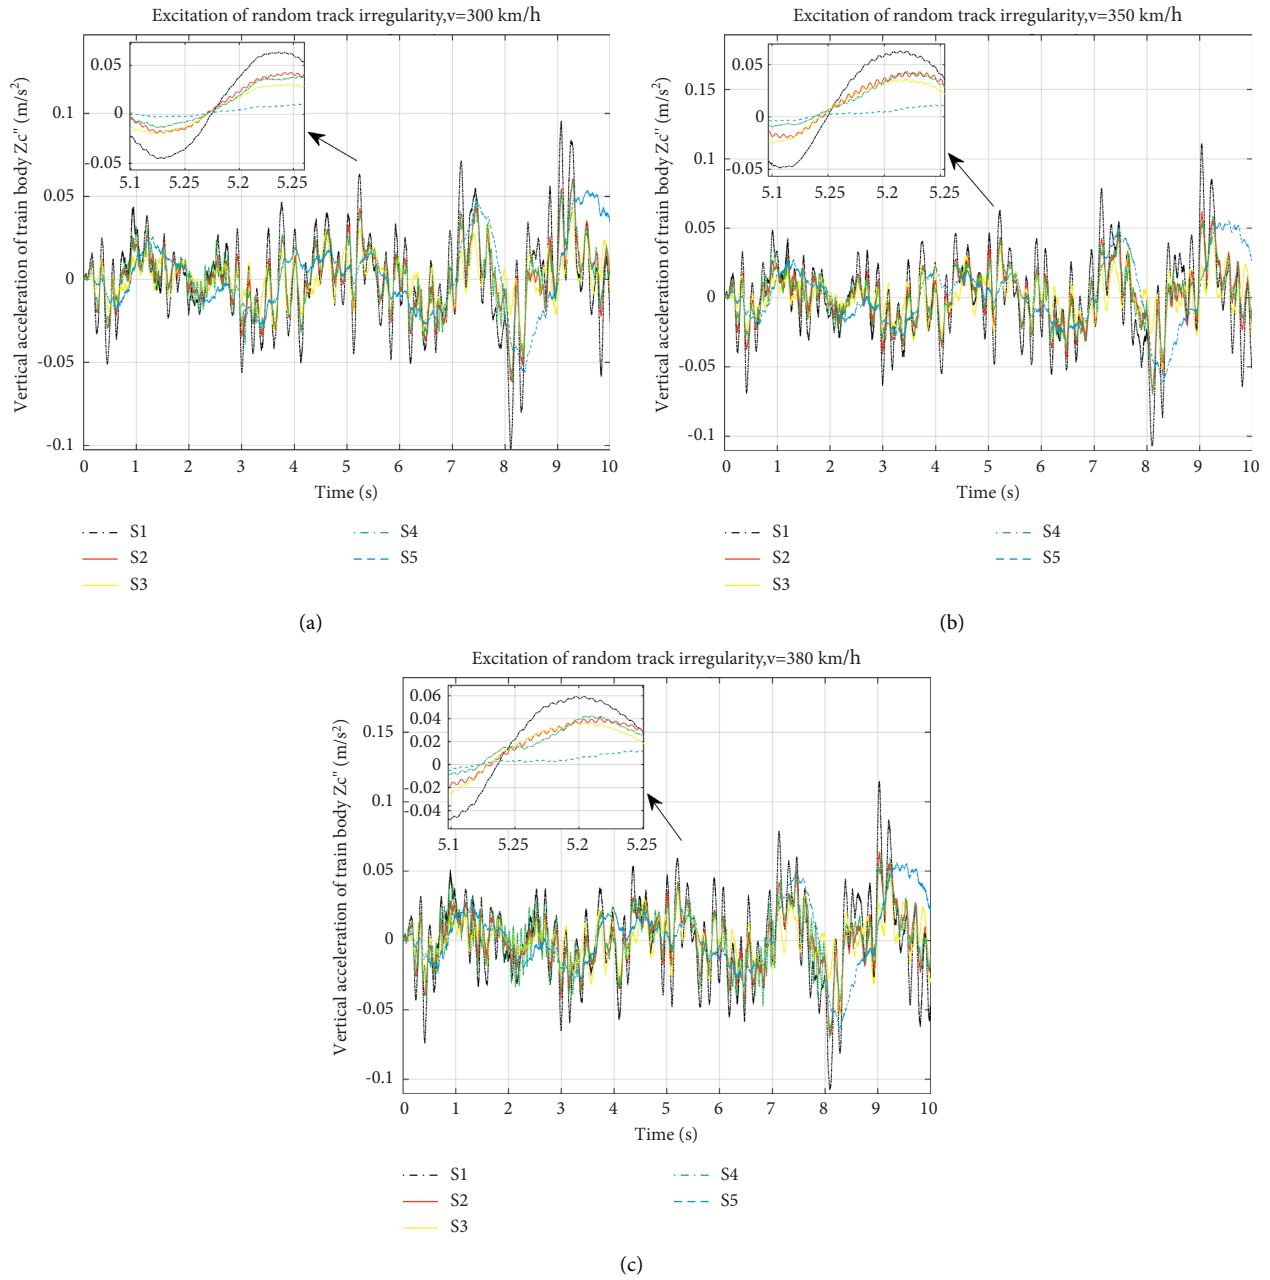 Excitation of random track irregularity,v=300 km/h
Vertical acceleration of train body Zc" (m/s²)
0.1
0.05
0
-0.05
-0.1
0.05
0
-0.05
5.1
5.25
5.2
5.25
0 1 2 3 4 5 6 7 8 9 10
Time (s)
S1
S2
S3
S4
S5
(a)
Excitation of random track irregularity,v=350 km/h
Vertical acceleration of train body Zc" (m/s²)
0.15
0.1
0.05
0
-0.05
-0.1
0.05
0
-0.05
5.1
5.25
5.2
5.25
0 1 2 3 4 5 6 7 8 9 10
Time (s)
S1
S2
S3
S4
S5
(b)
Excitation of random track irregularity,v=380 km/h
Vertical acceleration of train body Zc" (m/s²)
0.15
0.1
0.05
0
-0.05
-0.1
0.06
0.04
0.02
0
-0.02
-0.04
5.1
5.25
5.2
5.25
0 1 2 3 4 5 6 7 8 9 10
Time (s)
S1
S2
S3
S4
S5
(c)